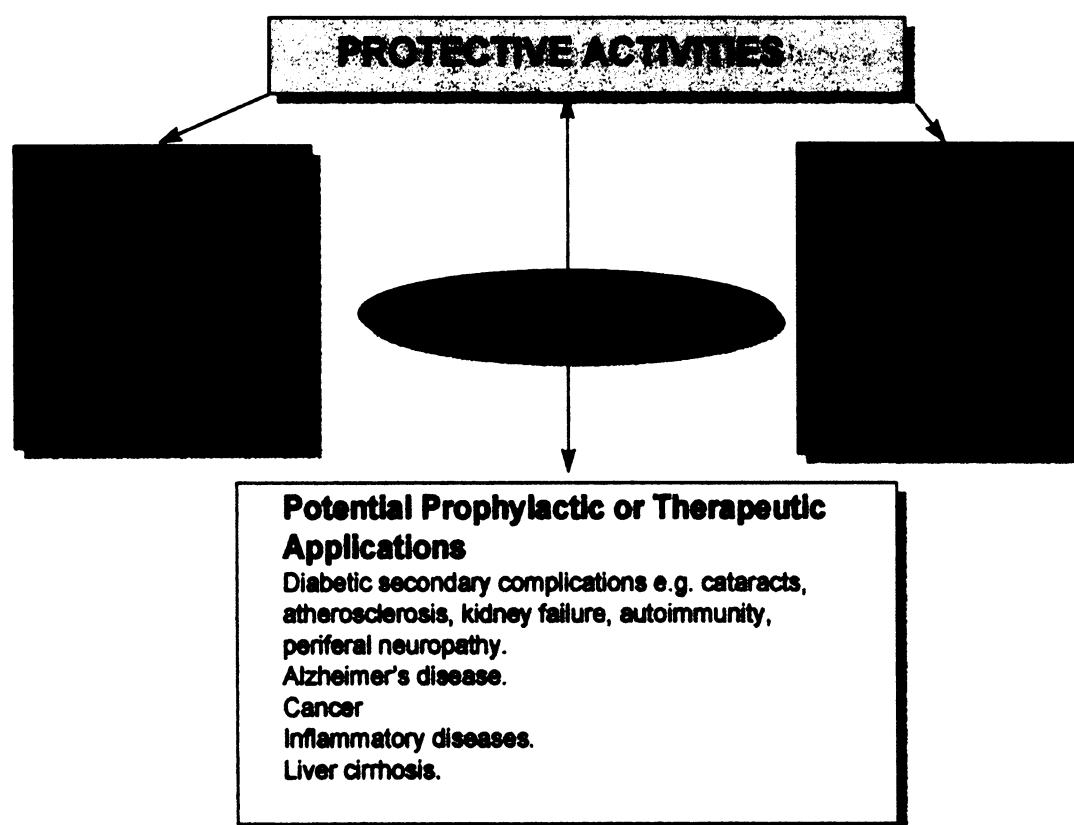 PROTECTIVE ACTIVITIES
Potential Prophylactic or Therapeutic
Applications
Diabetic secondary complications e.g. cataracts,
atherosclerosis, kidney failure, autoimmunity,
periferal neuropathy.
Alzheimer's disease.
Cancer
Inflammatory diseases.
Liver cirrhosis.